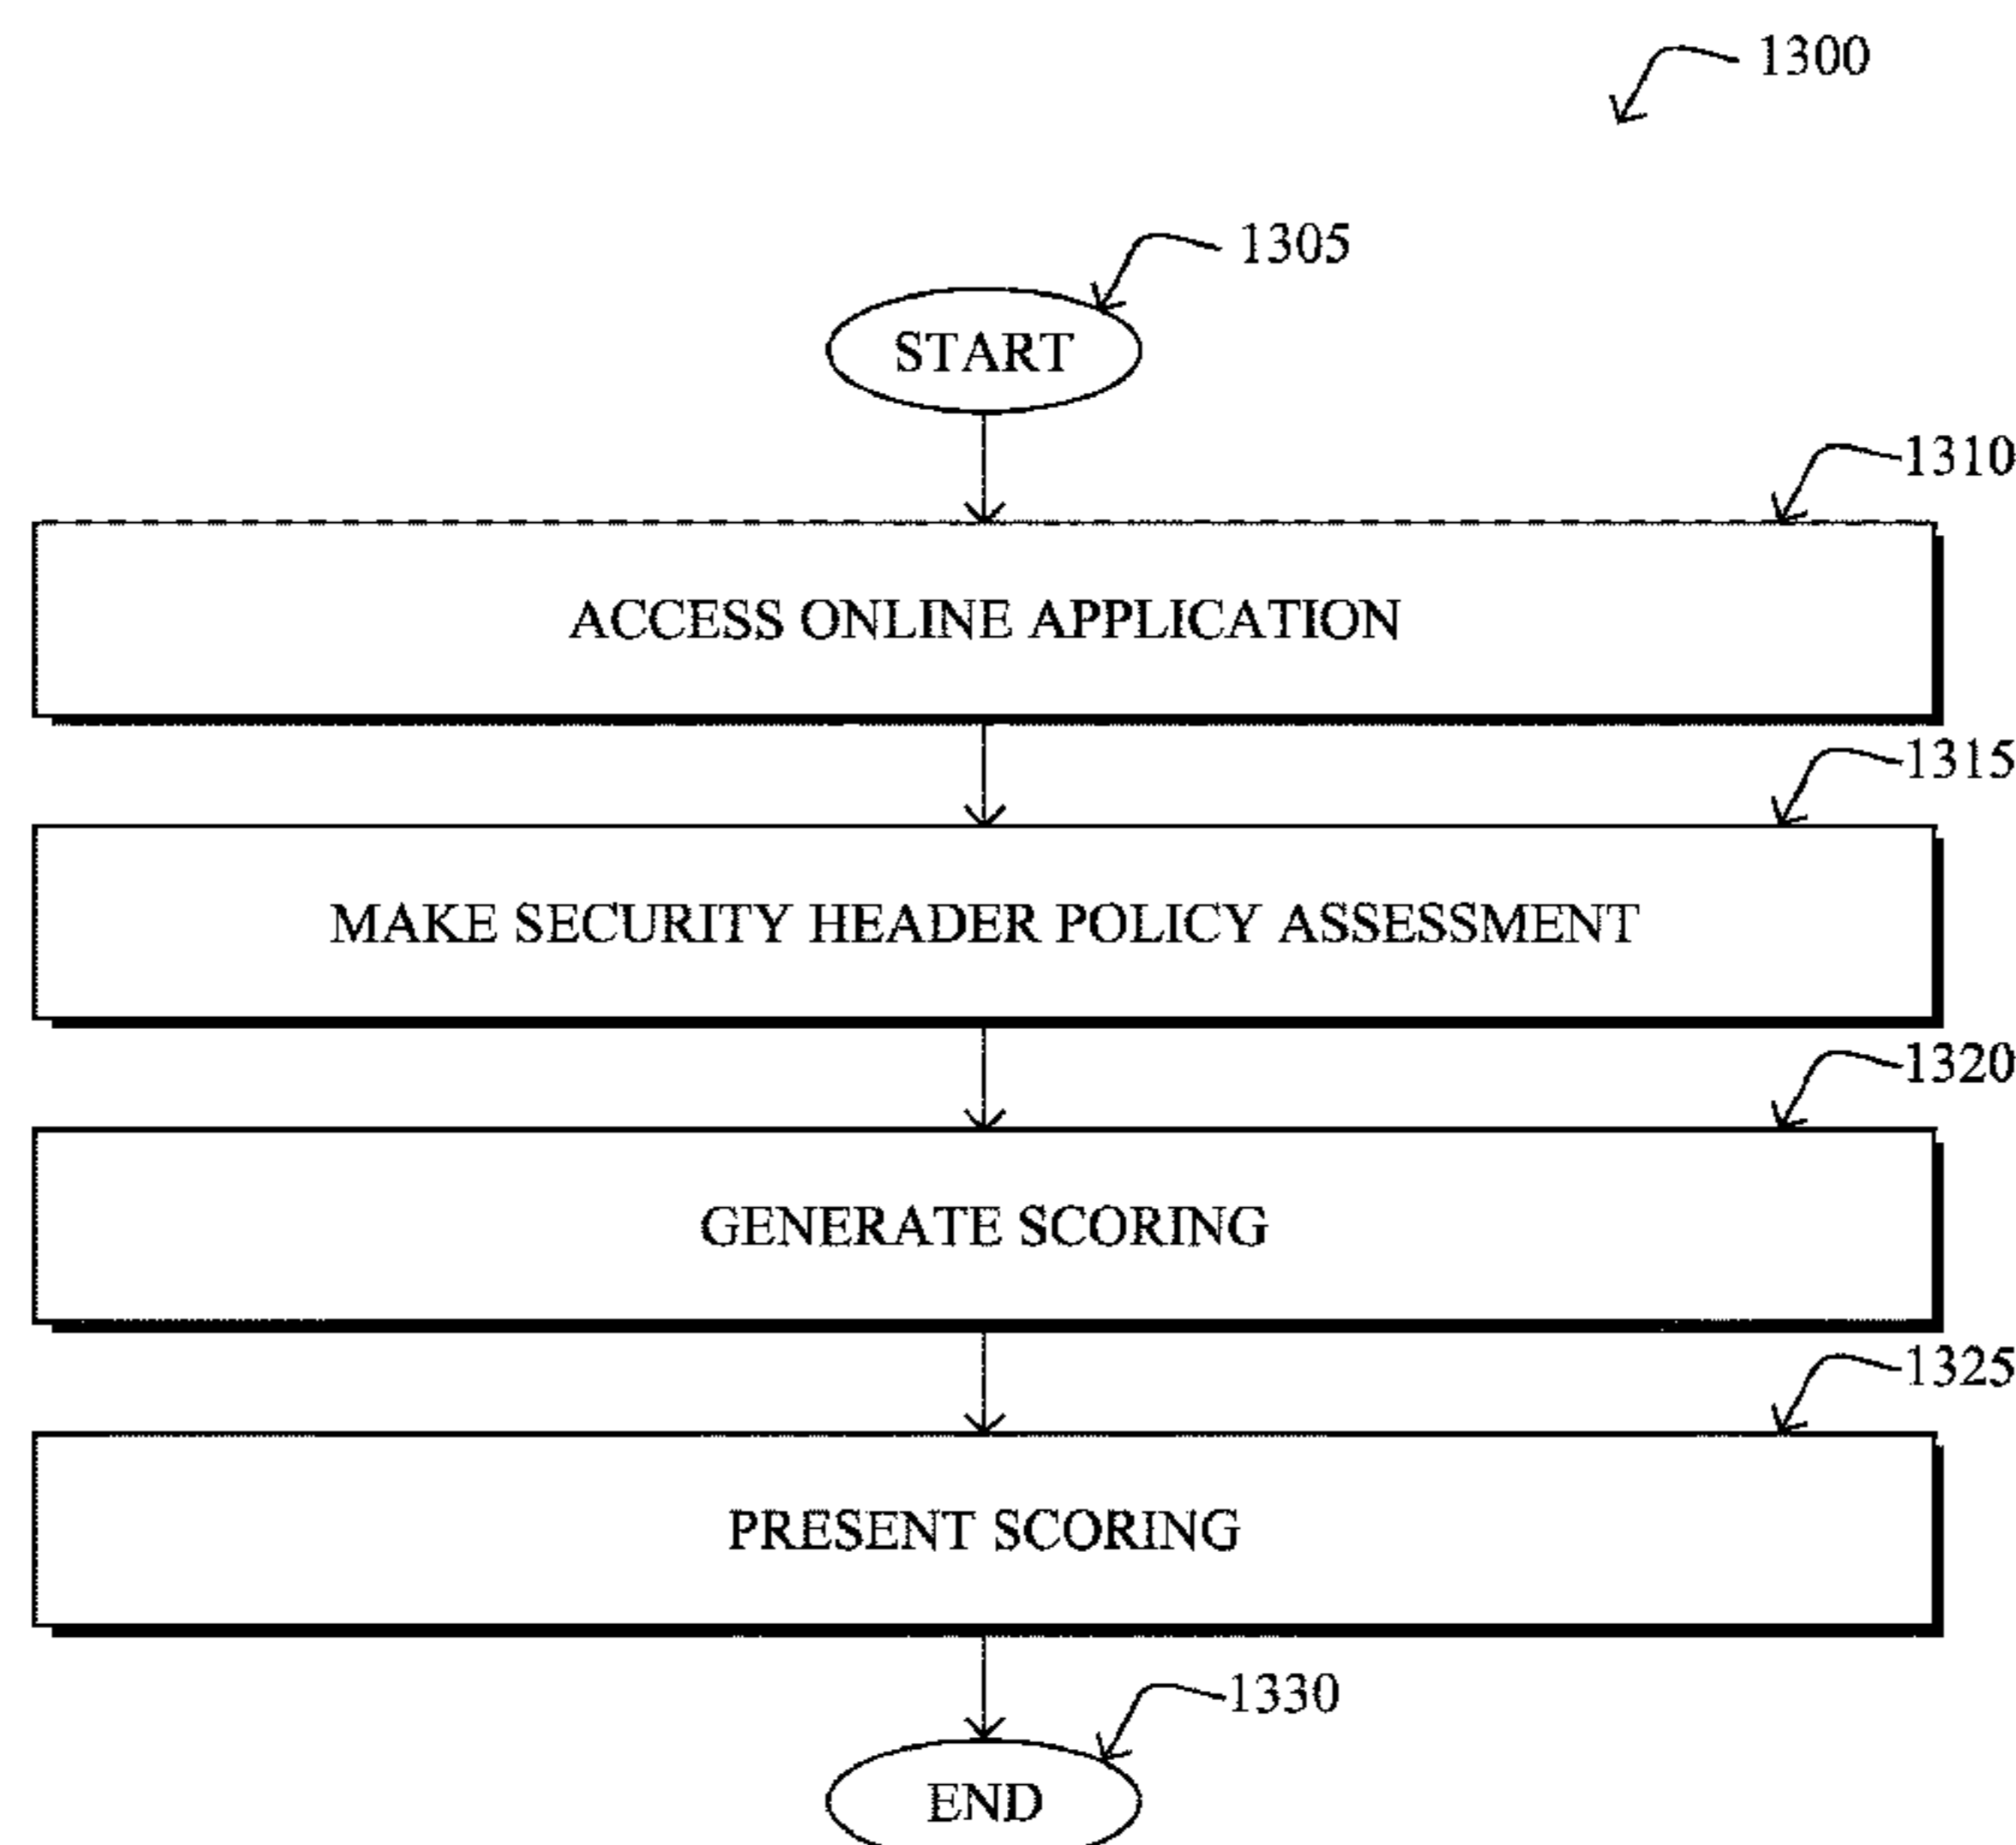 1300
1305
START
1310
ACCESS ONLINE APPLICATION
1315
MAKE SECURITY HEADER POLICY ASSESSMENT
1320
GENERATE SCORING
1325
PRESENT SCORING
1330
END